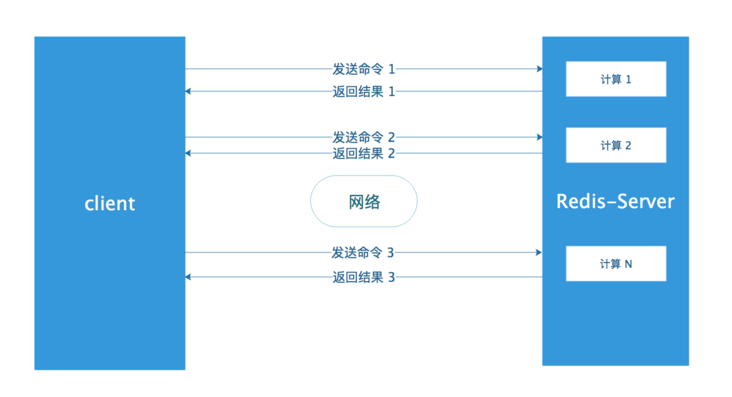 发送命令 1
返回结果 1
计算 1
发送命令 2
返回结果 2
计算 2
client
网络
Redis-Server
发送命令 3
返回结果 3
计算 N